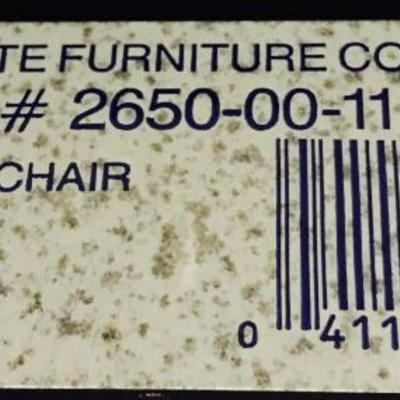 TE FURNITURE CO
# 2650-00-11
CHAIR
0 411